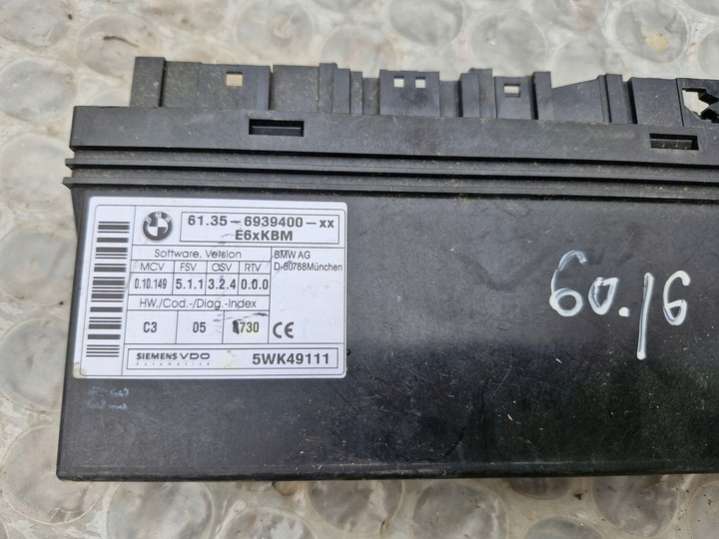 BMW
61.35-6939400-xx
E6xKBM
Software. Version
MCV FSV OSV RTV
0.10.149 5.1.1 3.2.4 0.0.0
BMW AG
D-80788München
HW./Cod.-/Diag.-Index
C3 05 1730 CE
SIEMENS VDO
Automotive
5WK49111
60.16